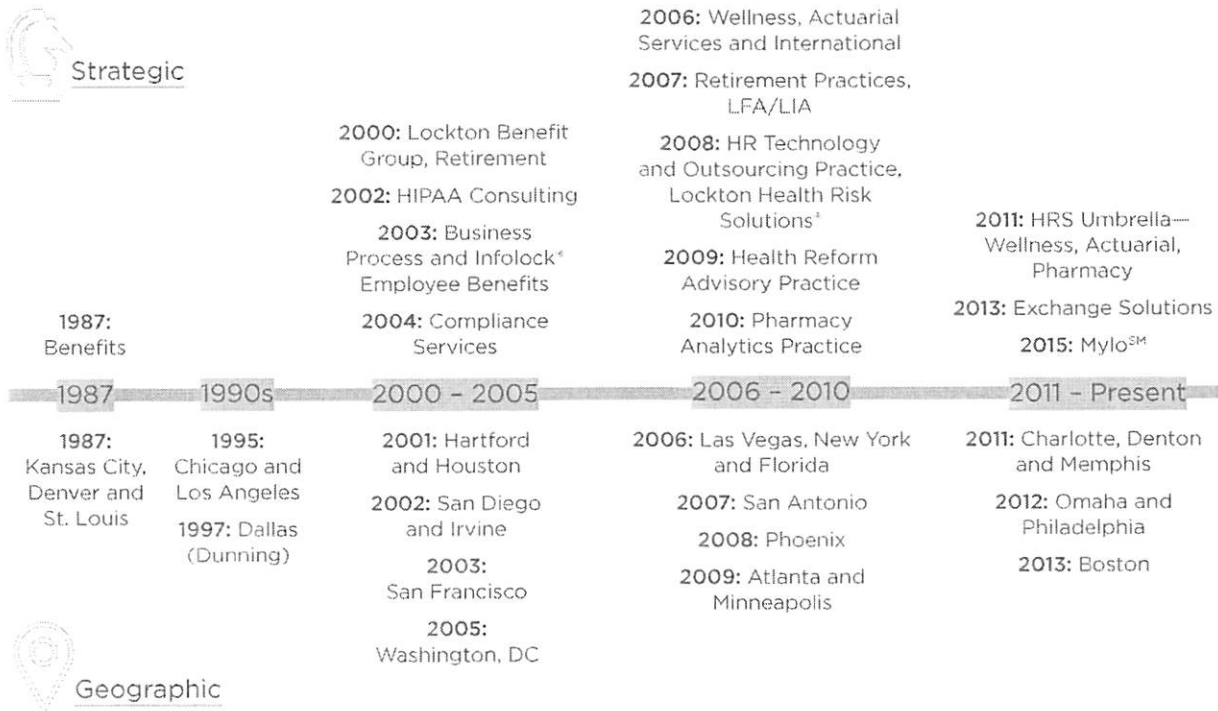 Strategic
1987:
Benefits
2000: Lockton Benefit
Group, Retirement
2002: HIPAA Consulting
2003: Business
Process and Infolock®
Employee Benefits
2004: Compliance
Services
2006: Wellness, Actuarial
Services and International
2007: Retirement Practices,
LFA/LIA
2008: HR Technology
and Outsourcing Practice,
Lockton Health Risk
Solutions®
2009: Health Reform
Advisory Practice
2010: Pharmacy
Analytics Practice
2011: HRS Umbrella—
Wellness, Actuarial,
Pharmacy
2013: Exchange Solutions
2015: Mylo℠
1987
1990s
2000 – 2005
2006 – 2010
2011 – Present
1987:
Kansas City,
Denver and
St. Louis
1995:
Chicago and
Los Angeles
1997: Dallas
(Dunning)
2001: Hartford
and Houston
2002: San Diego
and Irvine
2003:
San Francisco
2005:
Washington, DC
2006: Las Vegas, New York
and Florida
2007: San Antonio
2008: Phoenix
2009: Atlanta and
Minneapolis
2011: Charlotte, Denton
and Memphis
2012: Omaha and
Philadelphia
2013: Boston
Geographic